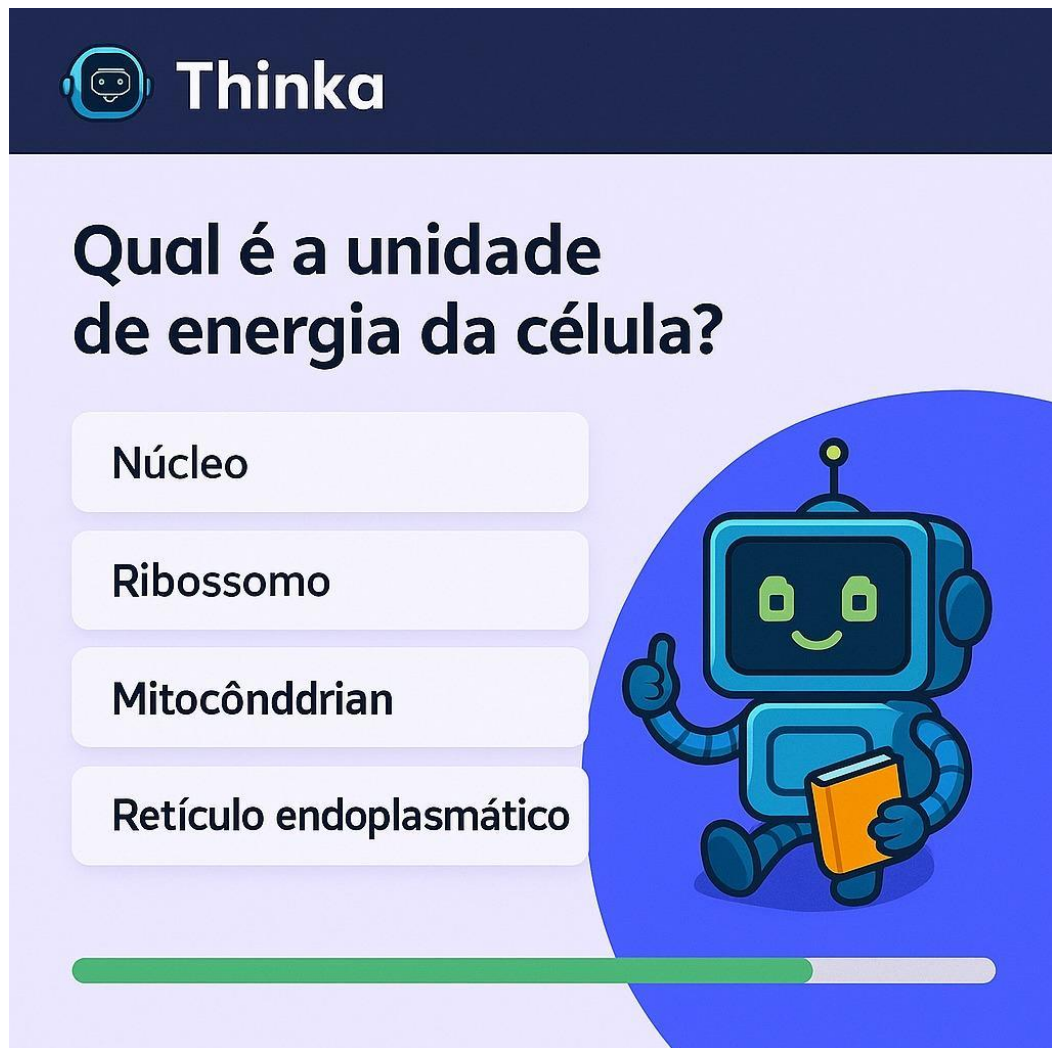 Thinka
Qual é a unidade
de energia da célula?
Núcleo
Ribossomo
Mitocônddrian
Retículo endoplasmático